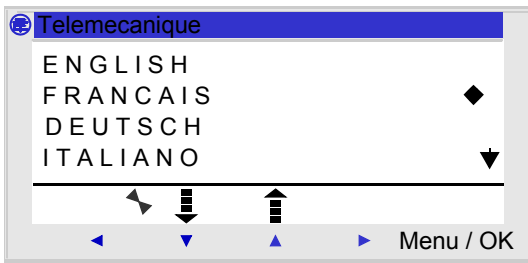 Telemecanique
ENGLISH
FRANCAIS
DEUTSCH
ITALIANO
Menu / OK